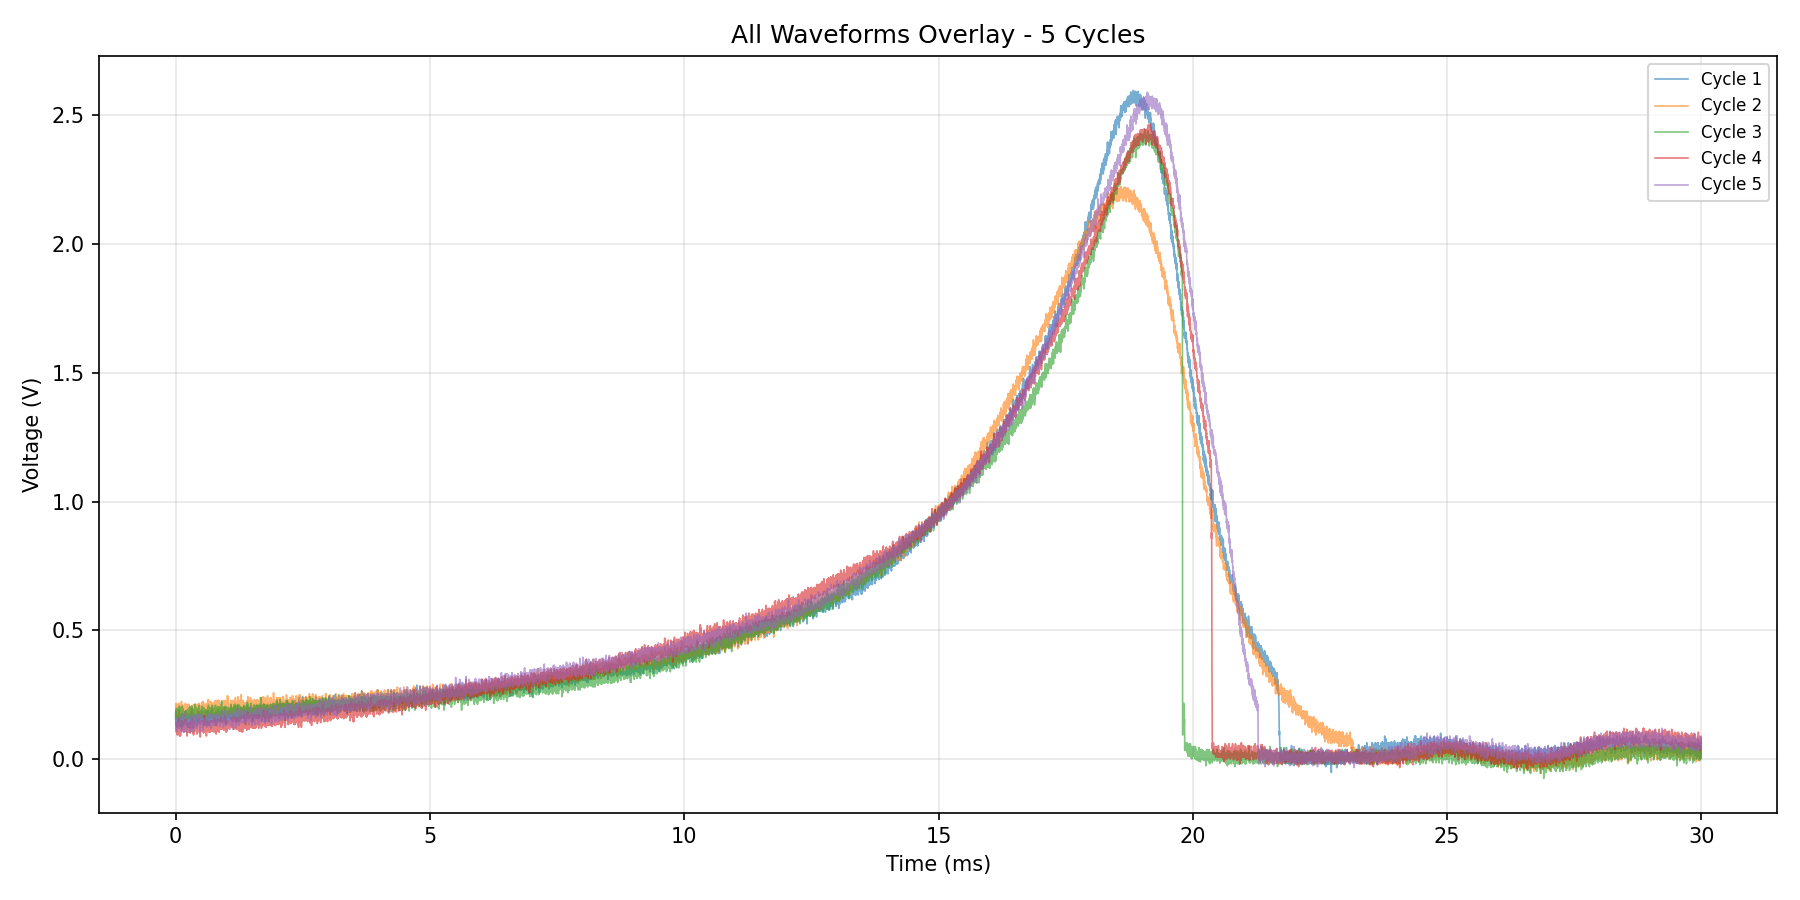 All Waveforms Overlay - 5 Cycles
Cycle 1
Cycle 2
Cycle 3
Cycle 4
Cycle 5
Voltage (V)
2.5
2.0
1.5
1.0
0.5
0.0
0 5 10 15 20 25 30
Time (ms)